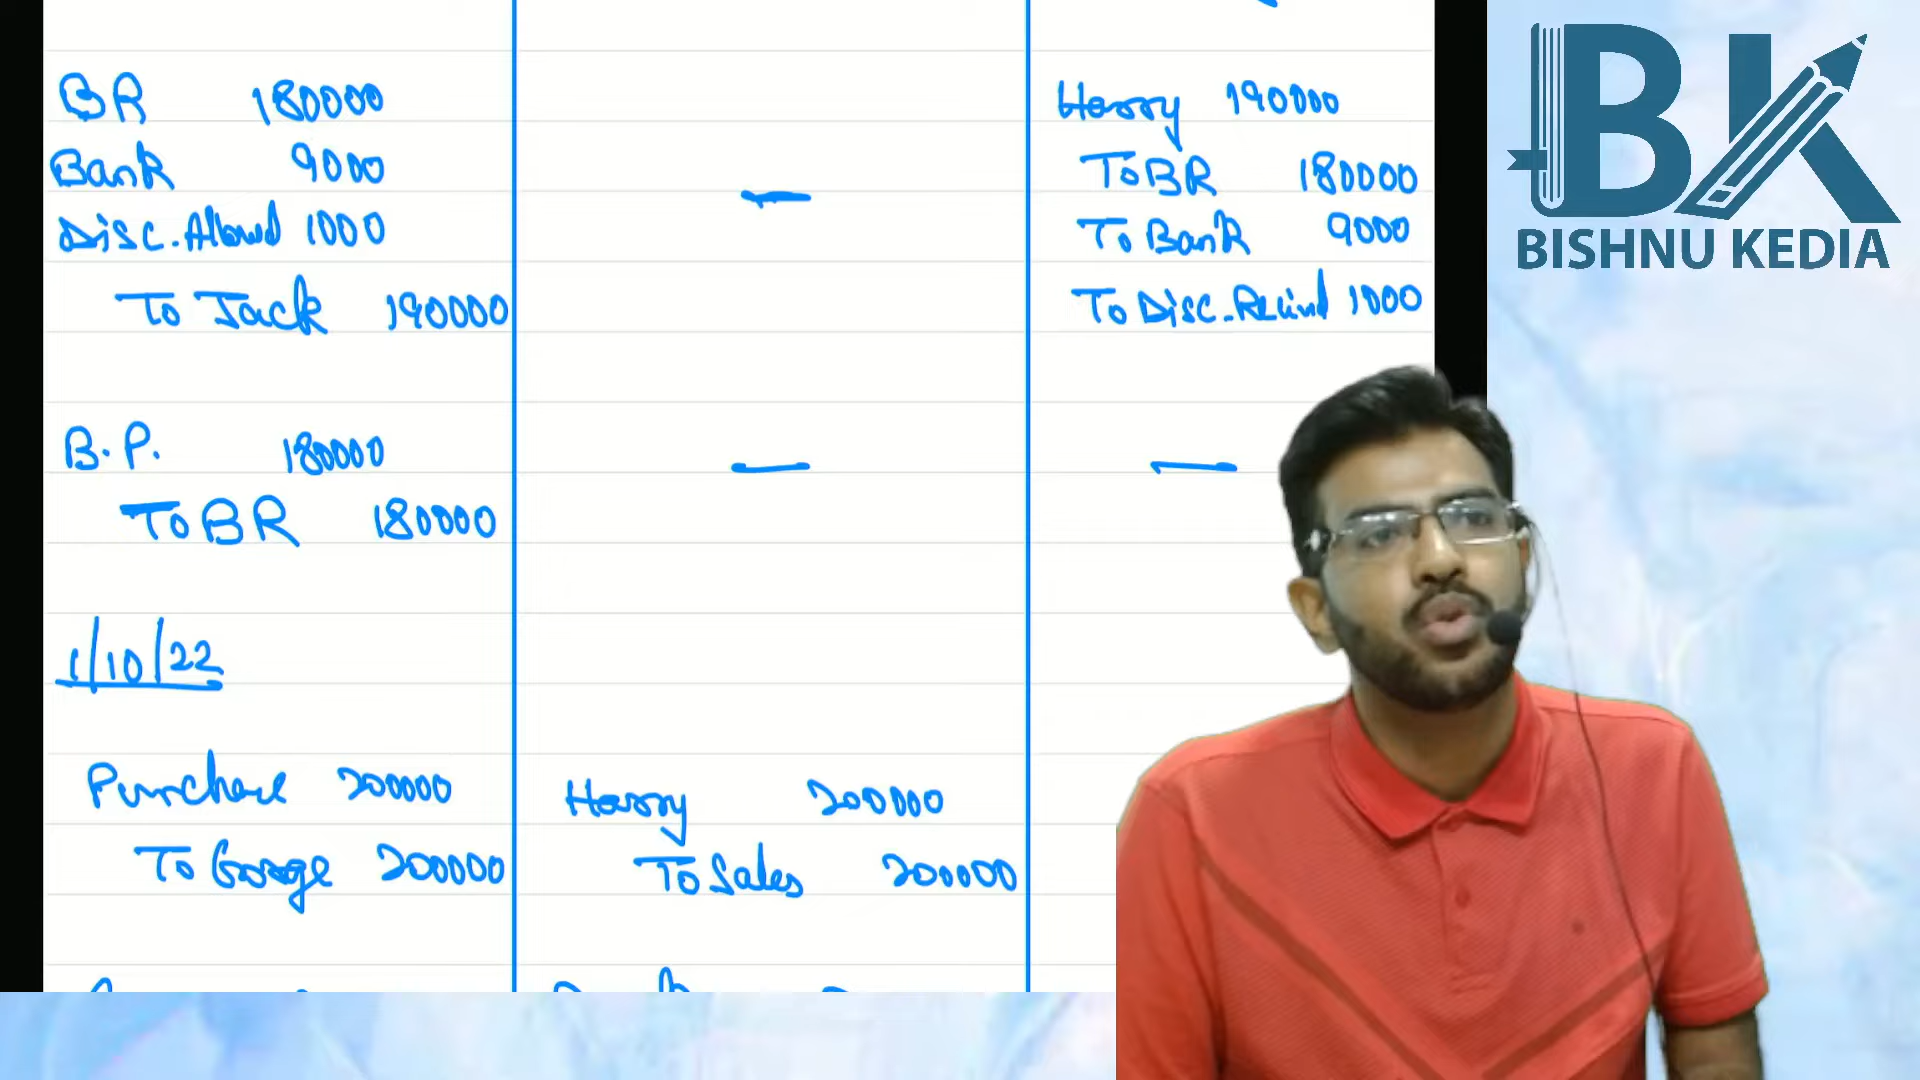 BR 180000
Bank 9000
Disc. Allowed 1000
To Jack 190000
B.P. 180000
To BR 180000
1/10/22
Purchase 200000
To George 200000
Harry 200000
To Sales 200000
Harry 190000
To BR 180000
To Bank 9000
To Disc. Received 1000
BK
BISHNU KEDIA